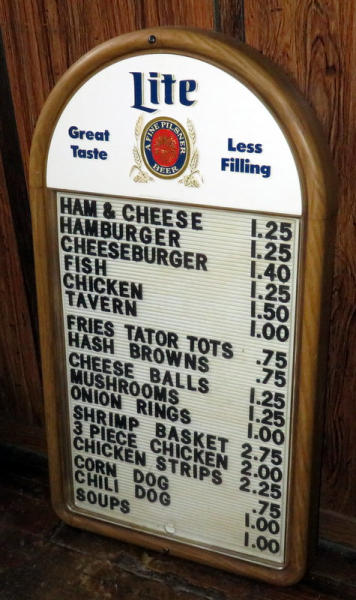 Lite
Great Taste
A FINE PILSNER BEER
Less Filling
HAM & CHEESE 1.25
HAMBURGER 1.25
CHEESEBURGER 1.40
FISH 1.25
CHICKEN 1.50
TAVERN 1.00
FRIES TATOR TOTS .75
HASH BROWNS .75
CHEESE BALLS 1.25
MUSHROOMS 1.25
ONION RINGS 1.00
SHRIMP BASKET 2.75
3 PIECE CHICKEN 2.00
CHICKEN STRIPS 2.25
CORN DOG .75
CHILI DOG 1.00
SOUPS 1.00